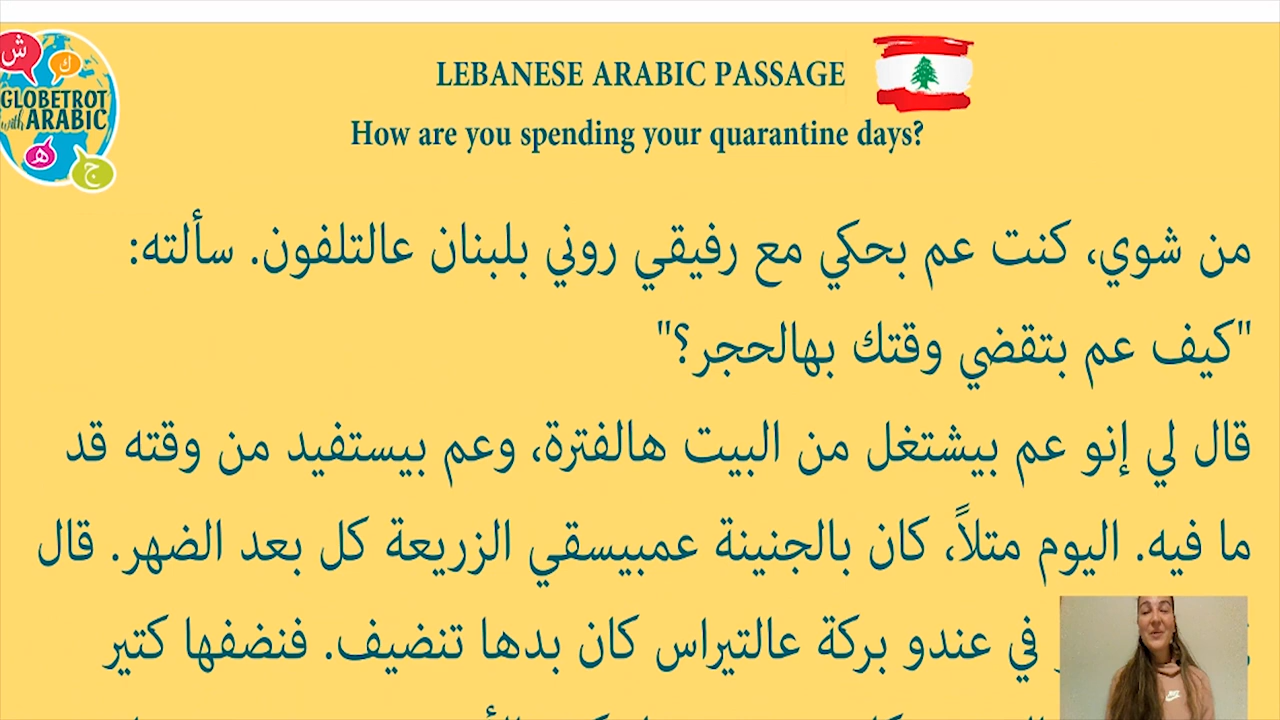 ش
ك
GLOBETROT
with ARABIC
ه
ج
LEBANESE ARABIC PASSAGE
How are you spending your quarantine days?
من شوي، كنت عم بحكي مع رفيقي روني بلبنان عالتلفون. سألته:
"كيف عم بتقضي وقتك بهالحجر؟"
قال لي إنو عم بيشتغل من البيت هالفترة، وعم بيستفيد من وقته قد
ما فيه. اليوم متلاً، كان بالجنينة عمبيسقي الزريعة كل بعد الضهر. قال
في عندو بركة عالتيراس كان بدها تنضيف. فنضفها كتير